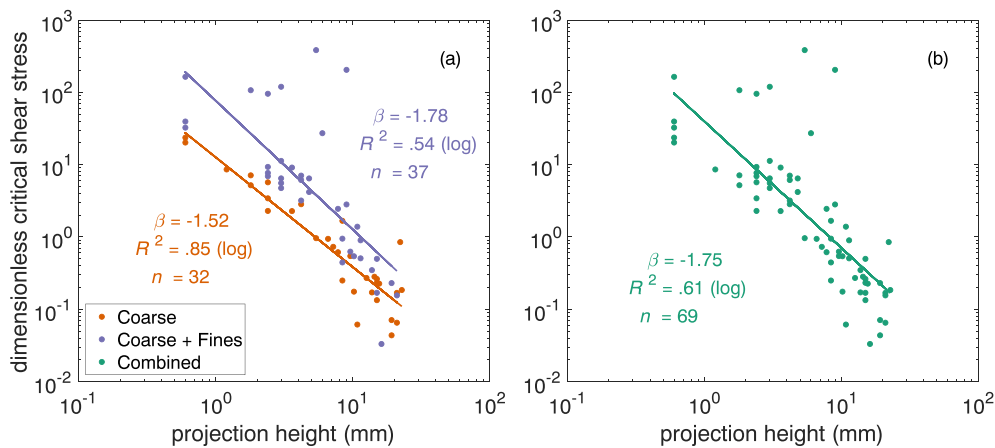 dimensionless critical shear stress
10^3
10^2
10^1
10^0
10^-1
10^-2
(a)
β = -1.78
R^2 = .54 (log)
n = 37
β = -1.52
R^2 = .85 (log)
n = 32
Coarse
Coarse + Fines
Combined
10^-1
10^0
10^1
10^2
projection height (mm)
10^3
10^2
10^1
10^0
10^-1
10^-2
(b)
β = -1.75
R^2 = .61 (log)
n = 69
10^-1
10^0
10^1
10^2
projection height (mm)